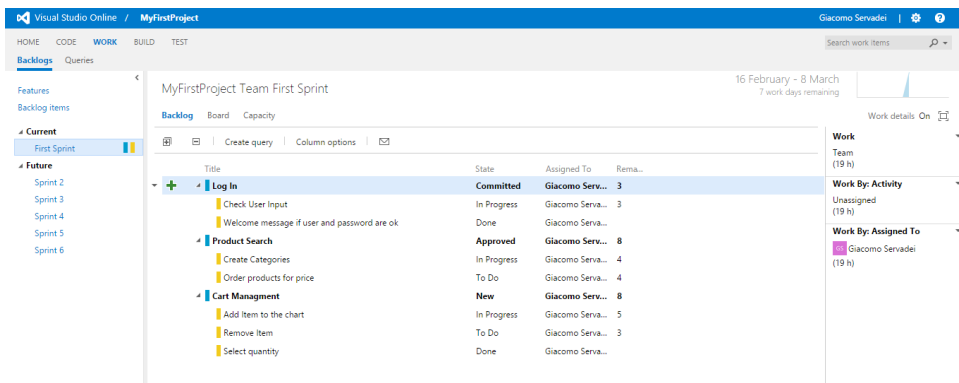 Visual Studio Online / MyFirstProject
Giacomo Servadei |
HOME CODE WORK BUILD TEST
Search work items
Backlogs Queries
Features
Backlog items
Current
First Sprint
Future
Sprint 2
Sprint 3
Sprint 4
Sprint 5
Sprint 6
MyFirstProject Team First Sprint
16 February - 8 March
7 work days remaining
Backlog Board Capacity
Work details On
Create query Column options
Title State Assigned To Rema...
Log In Committed Giacomo Serv... 3
Check User Input In Progress Giacomo Serva... 3
Welcome message if user and password are ok Done Giacomo Serva...
Product Search Approved Giacomo Serv... 8
Create Categories In Progress Giacomo Serva... 4
Order products for price To Do Giacomo Serva... 4
Cart Managment New Giacomo Serv... 8
Add Item to the chart In Progress Giacomo Serva... 5
Remove Item To Do Giacomo Serva... 3
Select quantity Done Giacomo Serva...
Work
Team
(19 h)
Work By: Activity
Unassigned
(19 h)
Work By: Assigned To
GS Giacomo Servadei
(19 h)